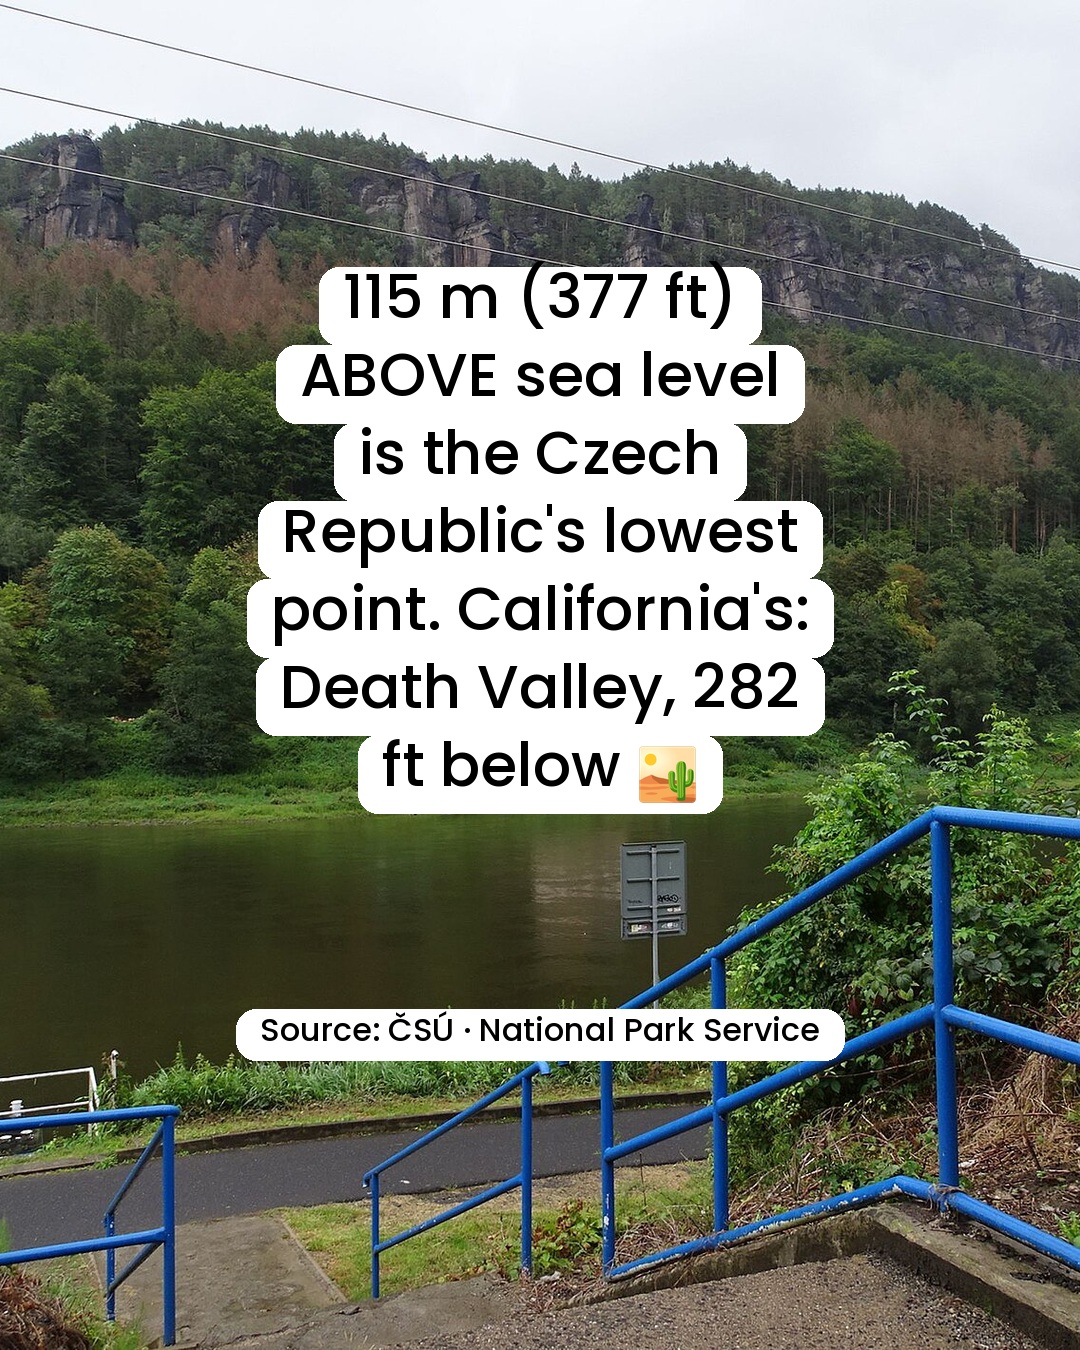 115 m (377 ft)
ABOVE sea level
is the Czech
Republic's lowest
point. California's:
Death Valley, 282
ft below 🏜️
Source: ČSÚ · National Park Service